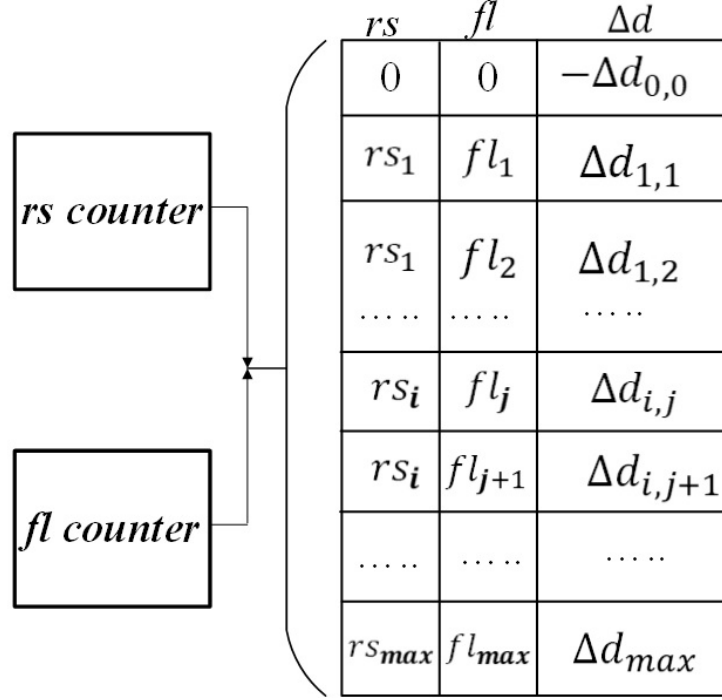 rs fl Δd
0 0 −Δd₀,₀
rs₁ fl₁ Δd₁,₁
rs counter
rs₁ fl₂ Δd₁,₂
..... ..... .....
rsᵢ flⱼ Δdᵢ,ⱼ
rsᵢ flⱼ₊₁ Δdᵢ,ⱼ₊₁
fl counter
..... ..... .....
rsₘₐₓ flₘₐₓ Δdₘₐₓ